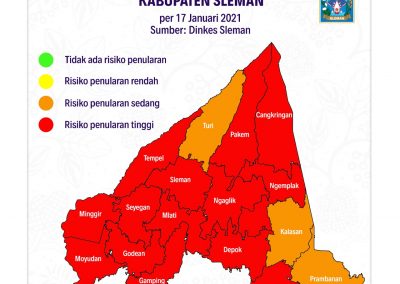 KABUPATEN SLEMAN
per 17 Januari 2021
Sumber: Dinkes Sleman
SLEMAN
Tidak ada risiko penularan
Risiko penularan rendah
Risiko penularan sedang
Risiko penularan tinggi
Turi
Cangkringan
Pakem
Tempel
Sleman
Ngemplak
Ngaglik
Seyegan
Minggir
Mlati
Kalasan
Depok
Godean
Moyudan
Prambanan
Gamping